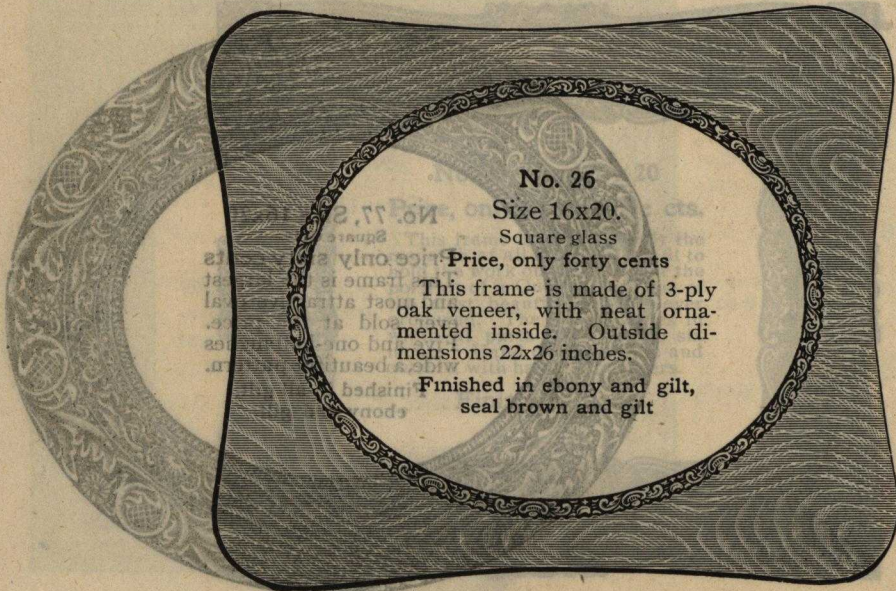 No. 26
Size 16x20.
Square glass
Price, only forty cents
This frame is made of 3-ply
oak veneer, with neat orna-
mented inside. Outside di-
mensions 22x26 inches.
Finished in ebony and gilt,
seal brown and gilt